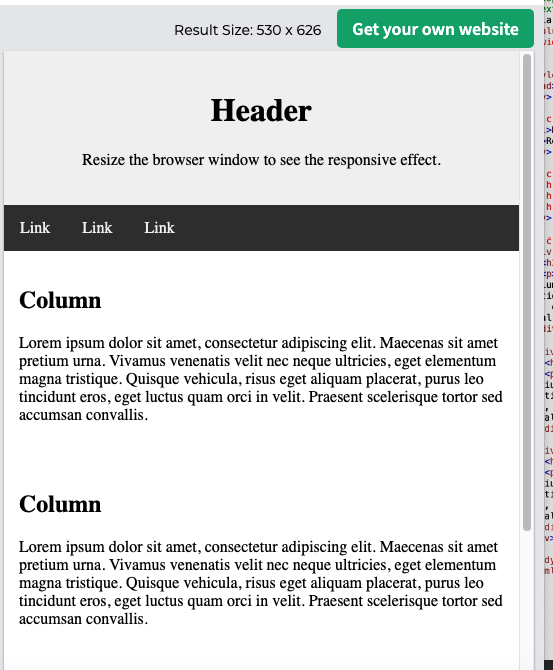 Result Size: 530 x 626
Get your own website
Header
Resize the browser window to see the responsive effect.
Link Link Link
Column
Lorem ipsum dolor sit amet, consectetur adipiscing elit. Maecenas sit amet
pretium urna. Vivamus venenatis velit nec neque ultricies, eget elementum
magna tristique. Quisque vehicula, risus eget aliquam placerat, purus leo
tincidunt eros, eget luctus quam orci in velit. Praesent scelerisque tortor sed
accumsan convallis.
Column
Lorem ipsum dolor sit amet, consectetur adipiscing elit. Maecenas sit amet
pretium urna. Vivamus venenatis velit nec neque ultricies, eget elementum
magna tristique. Quisque vehicula, risus eget aliquam placerat, purus leo
tincidunt eros, eget luctus quam orci in velit. Praesent scelerisque tortor sed
accumsan convallis.